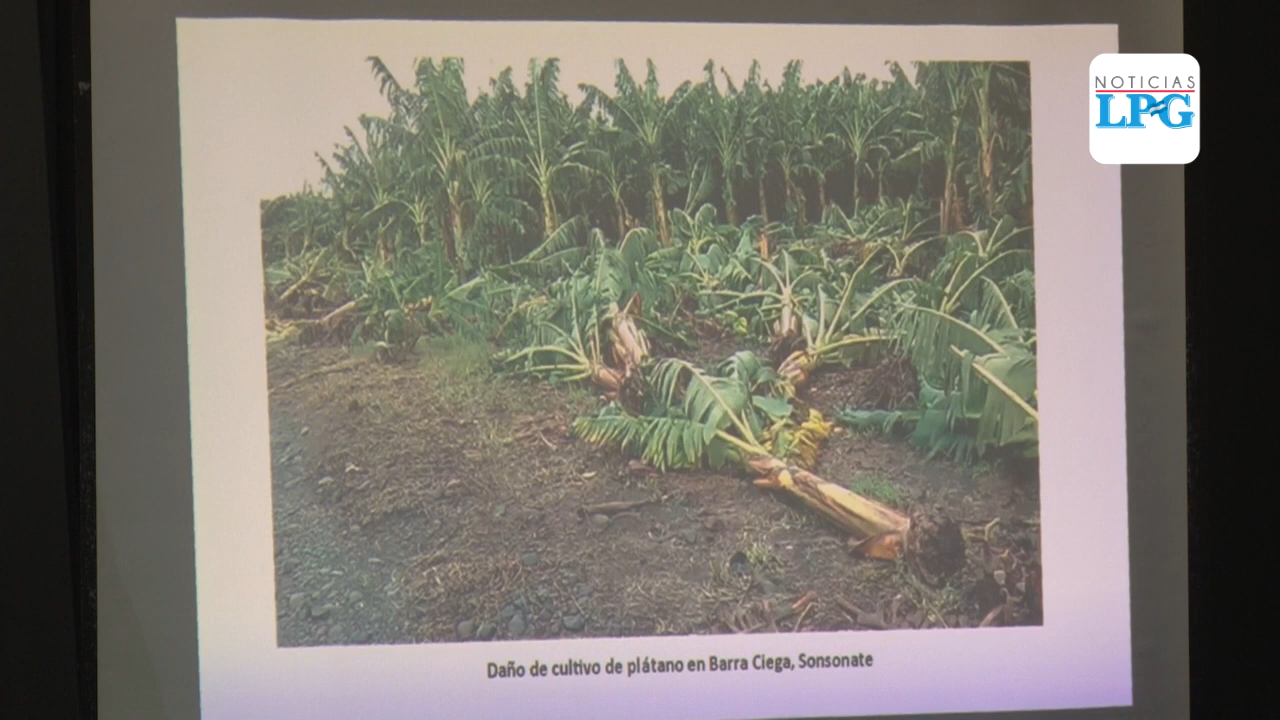 NOTICIAS
LPG
Daño de cultivo de plátano en Barra Ciega, Sonsonate